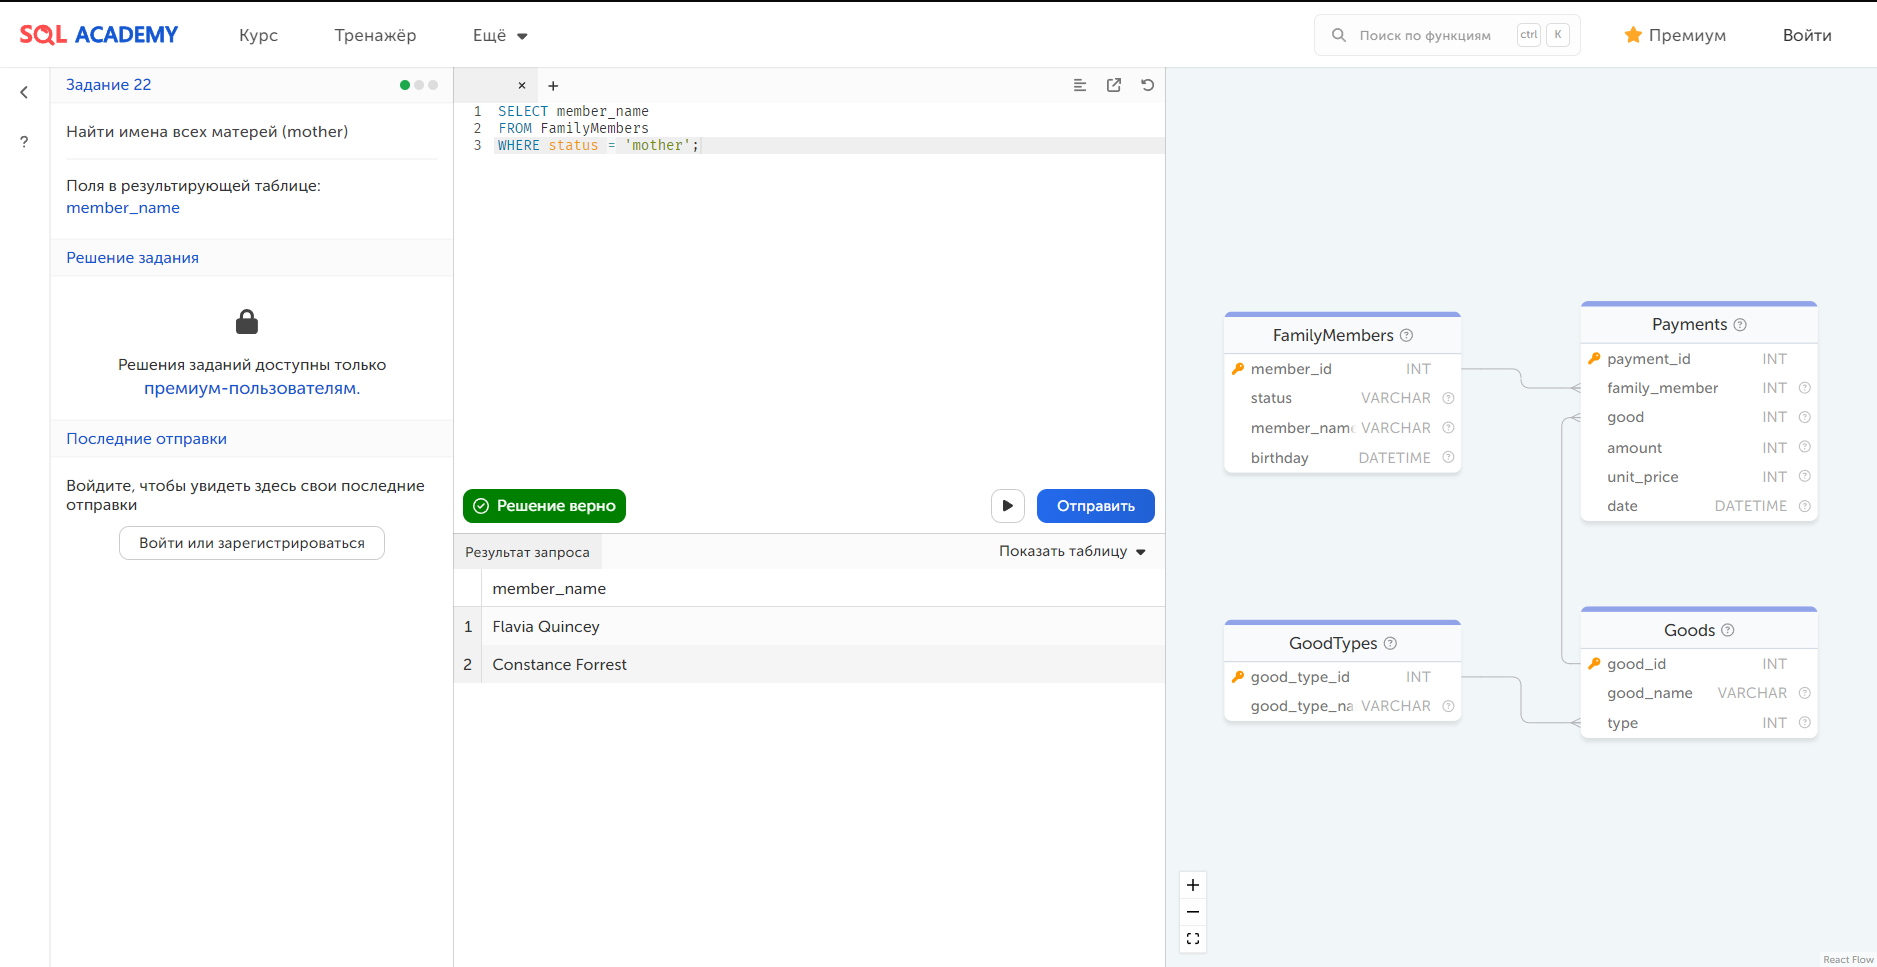 SQL ACADEMY
Курс
Тренажёр
Ещё
Поиск по функциям
ctrl
K
Премиум
Войти
?
Задание 22
Найти имена всех матерей (mother)
Поля в результирующей таблице:
member_name
Решение задания
Решения заданий доступны только
премиум-пользователям.
Последние отправки
Войдите, чтобы увидеть здесь свои последние
отправки
Войти или зарегистрироваться
1 SELECT member_name
2 FROM FamilyMembers
3 WHERE status = 'mother';
Решение верно
Отправить
Результат запроса
Показать таблицу
member_name
1 Flavia Quincey
2 Constance Forrest
FamilyMembers
member_id INT
status VARCHAR
member_name VARCHAR
birthday DATETIME
Payments
payment_id INT
family_member INT
good INT
amount INT
unit_price INT
date DATETIME
GoodTypes
good_type_id INT
good_type_na VARCHAR
Goods
good_id INT
good_name VARCHAR
type INT
React Flow